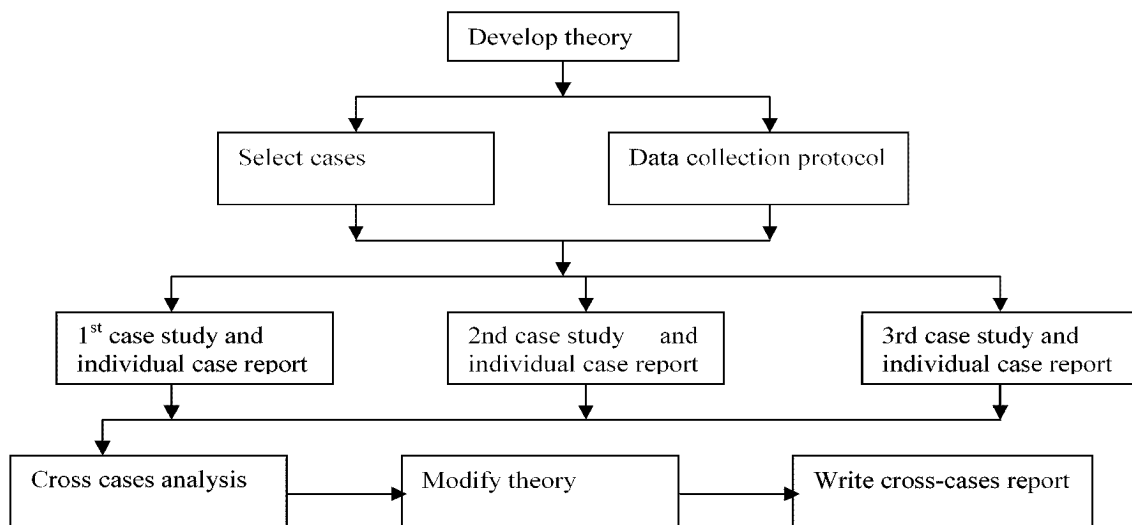 Develop theory
Select cases
Data collection protocol
1st case study and
individual case report
2nd case study and
individual case report
3rd case study and
individual case report
Cross cases analysis
Modify theory
Write cross-cases report